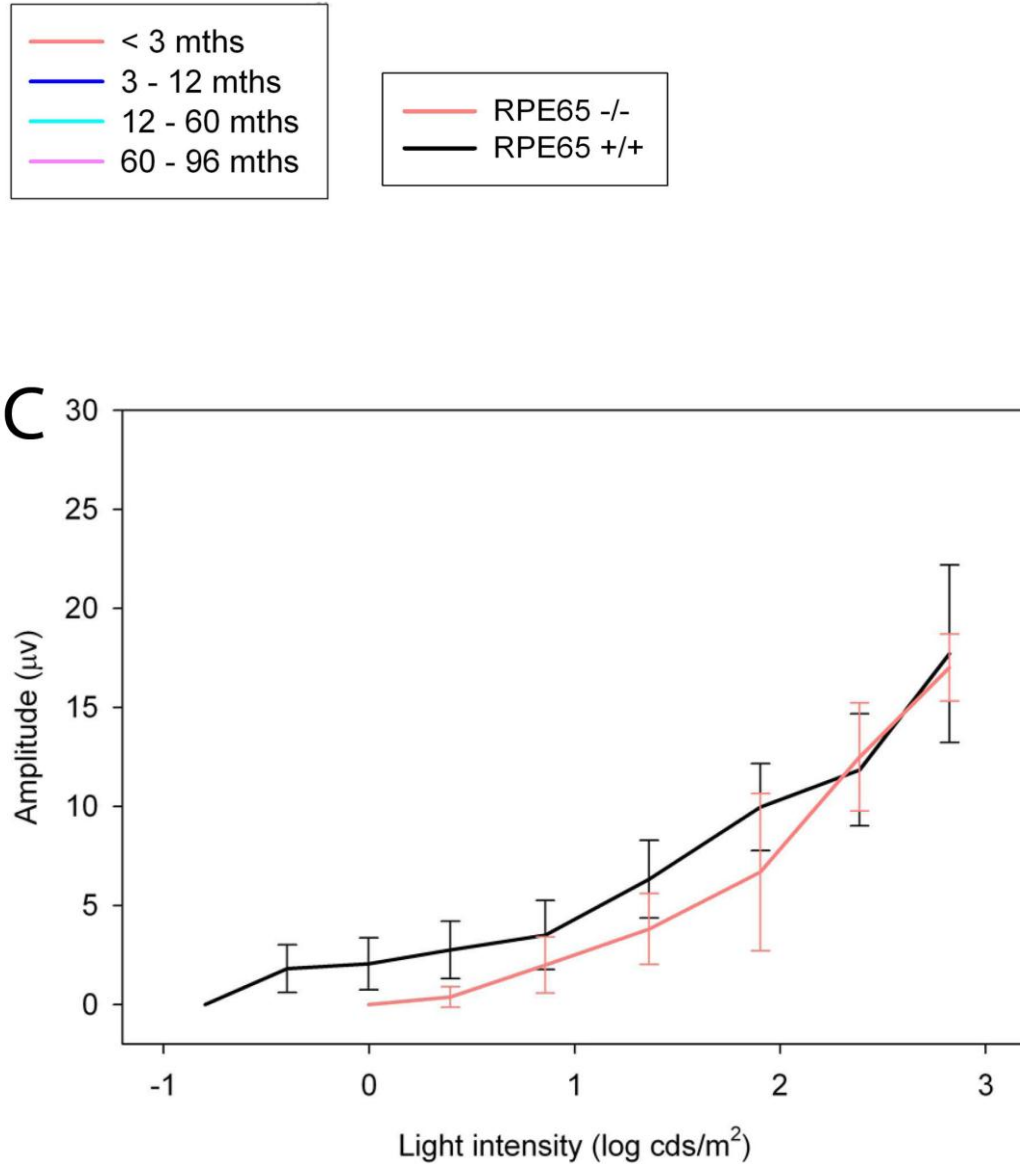 < 3 mths
3 - 12 mths
12 - 60 mths
60 - 96 mths
RPE65 -/-
RPE65 +/+
C
30
25
20
15
10
5
0
Amplitude (μv)
-1 0 1 2 3
Light intensity (log cds/m²)